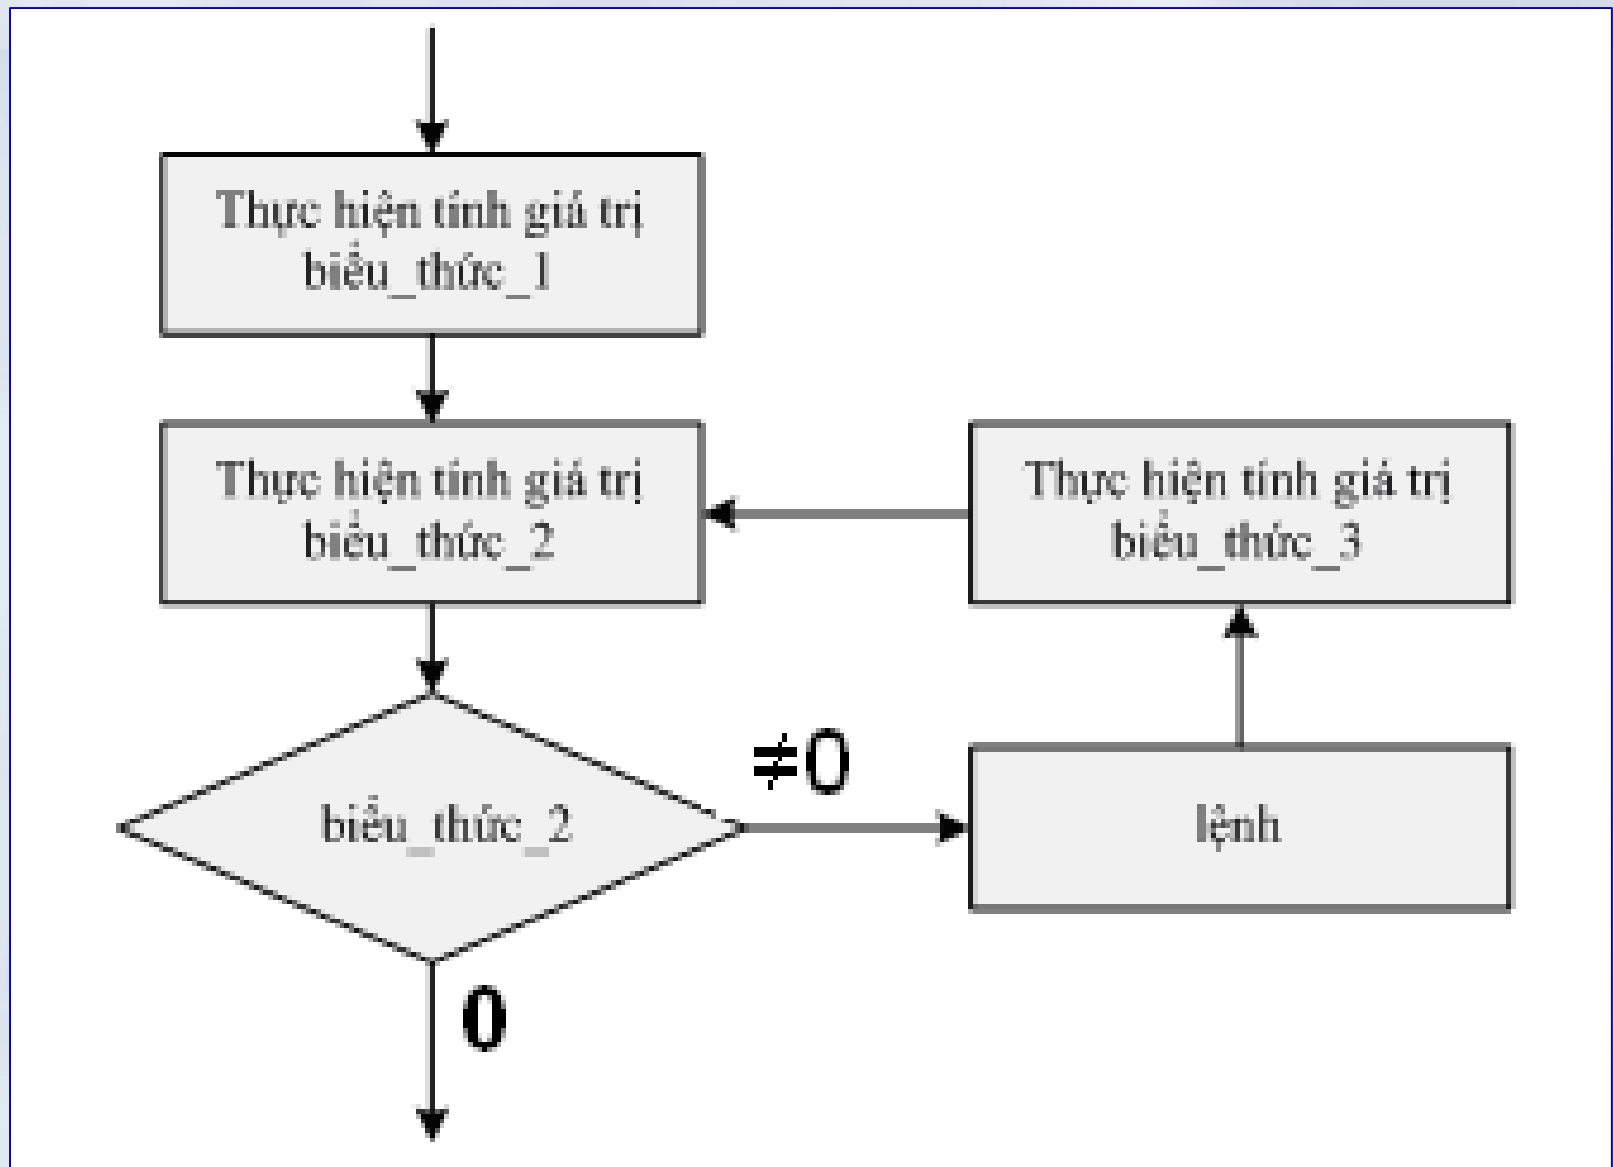 Thực hiện tính giá trị
biểu_thức_1
Thực hiện tính giá trị
biểu_thức_2
Thực hiện tính giá trị
biểu_thức_3
biểu_thức_2
≠0
lệnh
0